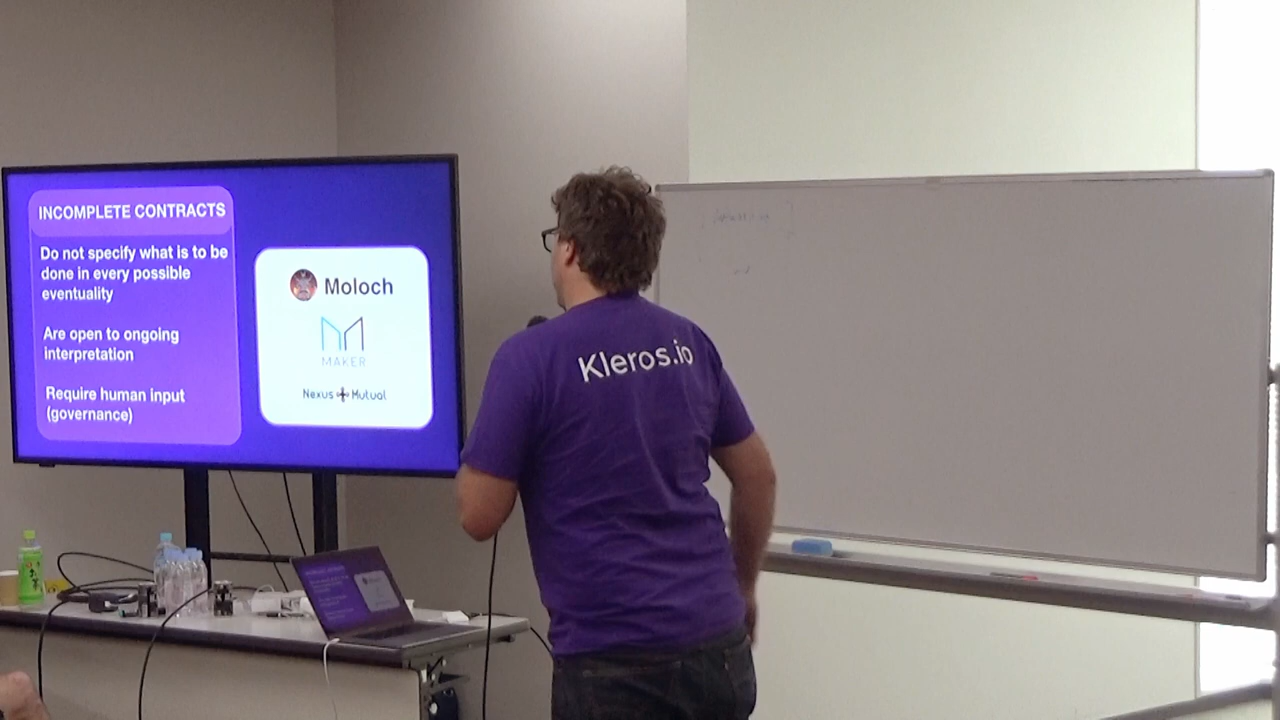 INCOMPLETE CONTRACTS
Do not specify what is to be
done in every possible
eventuality
Are open to ongoing
interpretation
Require human input
(governance)
Moloch
MAKER
Nexus Mutual
Kleros.io